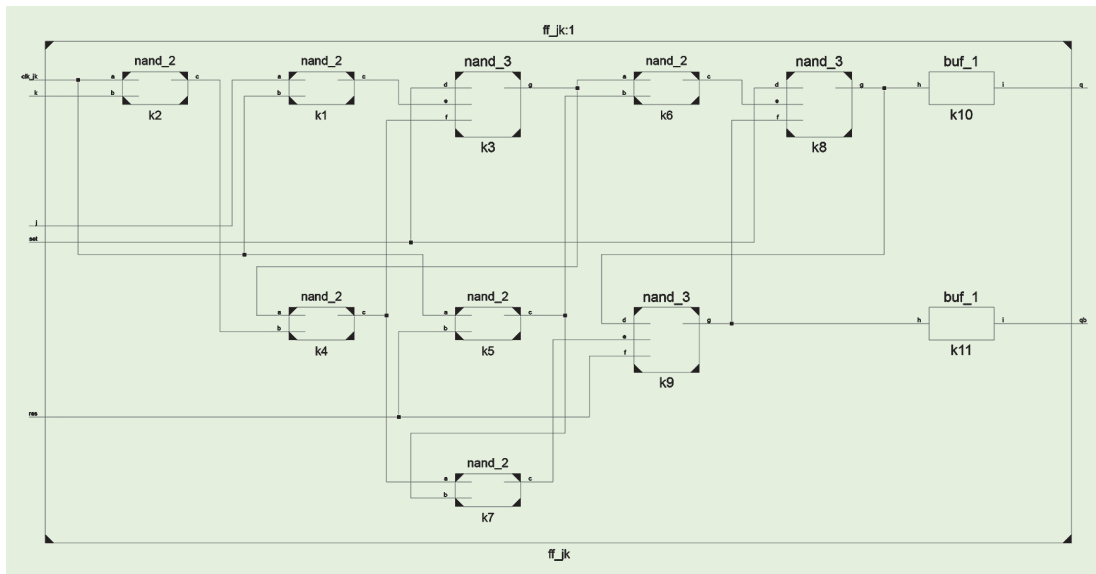 ff_jk:1
nand_2
nand_2
nand_3
nand_2
nand_3
buf_1
clk_jk
a
c
a
c
d
g
a
c
d
g
h
i
q
k
b
b
e
b
e
f
f
k2
k1
k3
k6
k8
k10
j
set
nand_2
nand_2
nand_3
buf_1
a
c
a
c
d
g
h
i
qb
b
b
e
f
k4
k5
k9
k11
res
nand_2
a
c
b
k7
ff_jk